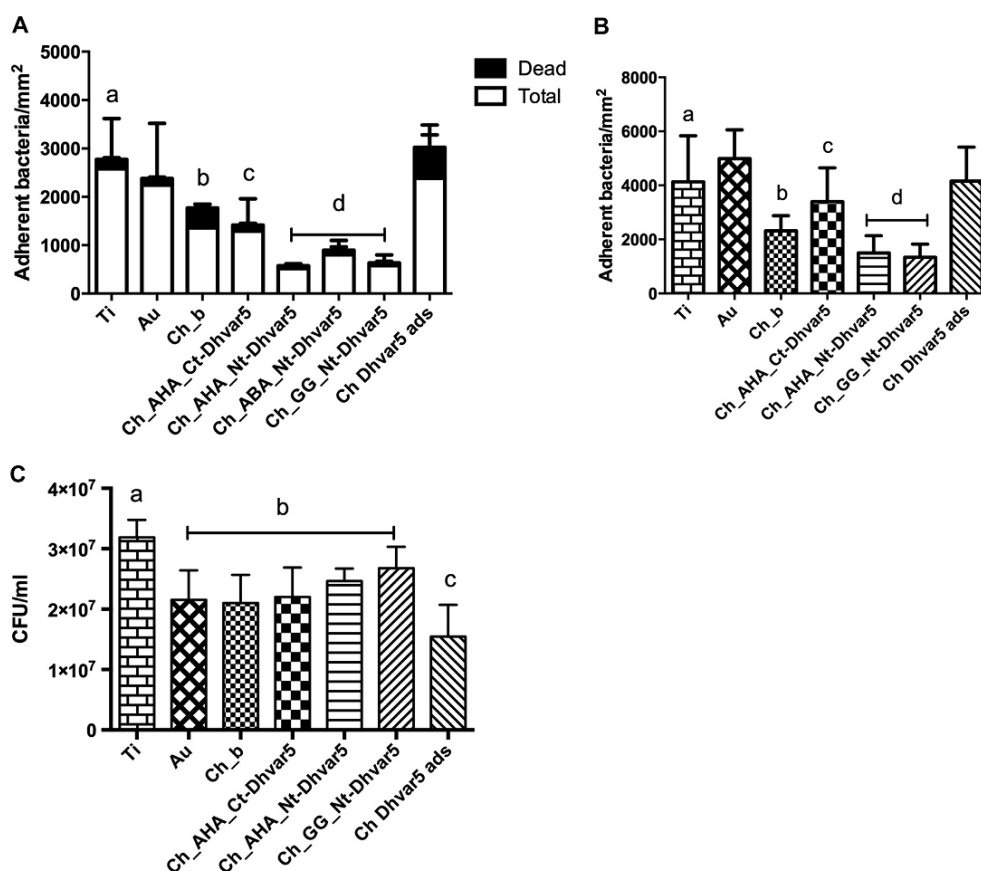 A
Adherent bacteria/mm²
5000
4000
3000
2000
1000
0
a
b
c
d
Dead
Total
Ti
Au
Ch_b
Ch_AHA_Ct-Dhvar5
Ch_AHA_Nt-Dhvar5
Ch_ABA_Nt-Dhvar5
Ch_GG_Nt-Dhvar5
Ch Dhvar5 ads
B
Adherent bacteria/mm²
8000
6000
4000
2000
0
a
b
c
d
Ti
Au
Ch_b
Ch_AHA_Ct-Dhvar5
Ch_AHA_Nt-Dhvar5
Ch_GG_Nt-Dhvar5
Ch Dhvar5 ads
C
CFU/ml
4×10⁷
3×10⁷
2×10⁷
1×10⁷
0
a
b
c
Ti
Au
Ch_b
Ch_AHA_Ct-Dhvar5
Ch_AHA_Nt-Dhvar5
Ch_GG_Nt-Dhvar5
Ch Dhvar5 ads